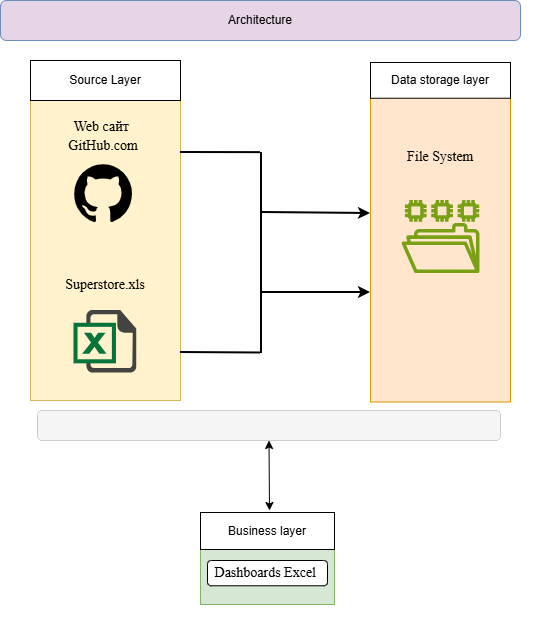 Architecture
Source Layer
Data storage layer
Web сайт
GitHub.com
File System
Superstore.xls
X
Business layer
Dashboards Excel